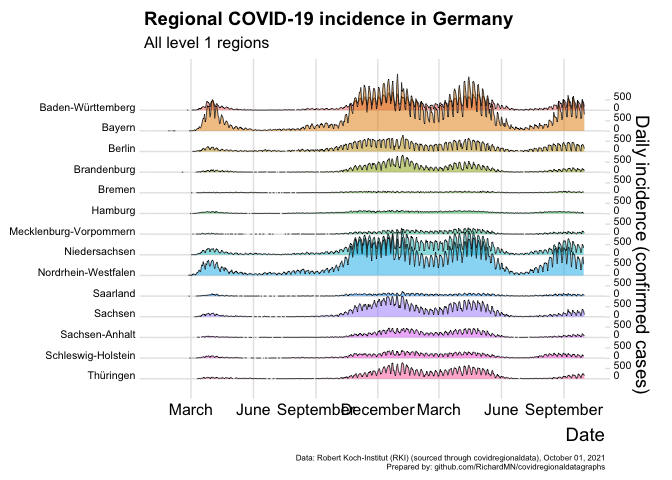 Regional COVID-19 incidence in Germany
All level 1 regions
Baden-Württemberg
Bayern
Berlin
Brandenburg
Bremen
Hamburg
Mecklenburg-Vorpommern
Niedersachsen
Nordrhein-Westfalen
Saarland
Sachsen
Sachsen-Anhalt
Schleswig-Holstein
Thüringen
500
0
500
0
500
0
500
0
500
0
500
0
500
0
500
0
500
0
500
0
500
0
500
0
500
0
500
0
Daily incidence (confirmed cases)
March June September December March June September
Date
Data: Robert Koch-Institut (RKI) (sourced through covidregionaldata), October 01, 2021
Prepared by: github.com/RichardMN/covidregionaldatagraphs